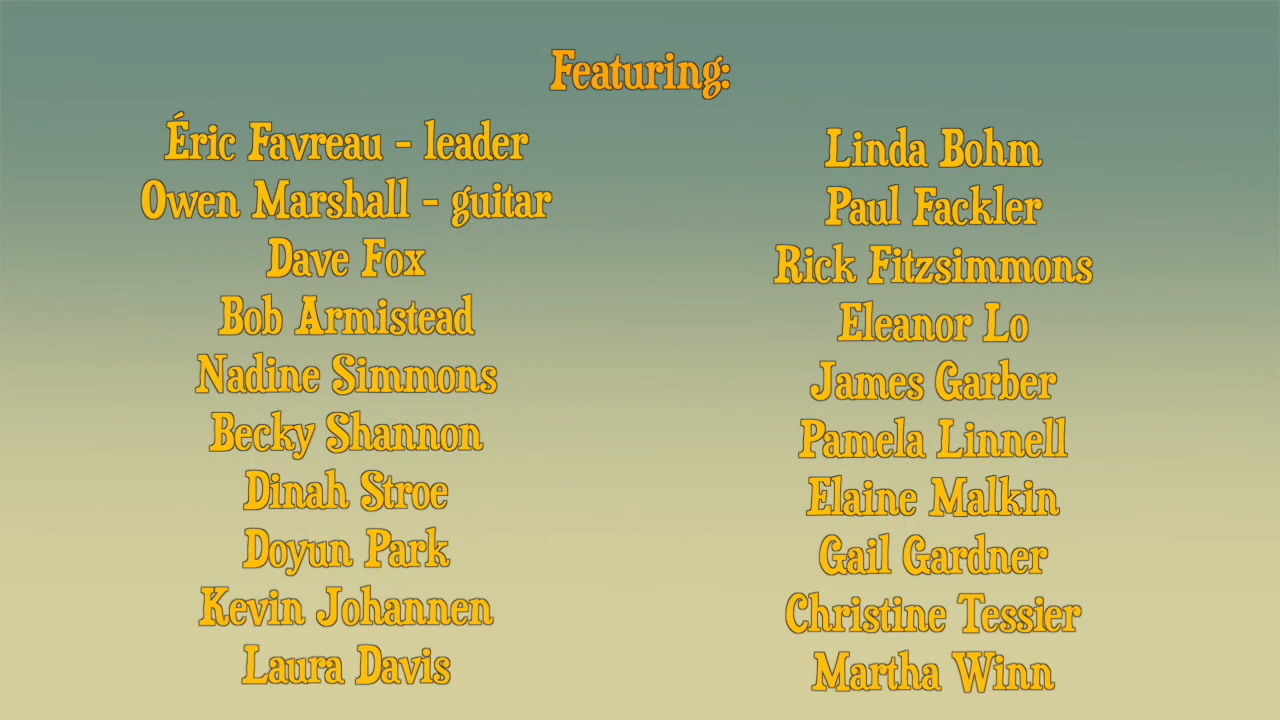 Featuring:
Éric Favreau - leader
Owen Marshall - guitar
Dave Fox
Bob Armistead
Nadine Simmons
Becky Shannon
Dinah Stroe
Doyun Park
Kevin Johannen
Laura Davis
Linda Bohm
Paul Fackler
Rick Fitzsimmons
Eleanor Lo
James Garber
Pamela Linnell
Elaine Malkin
Gail Gardner
Christine Tessier
Martha Winn